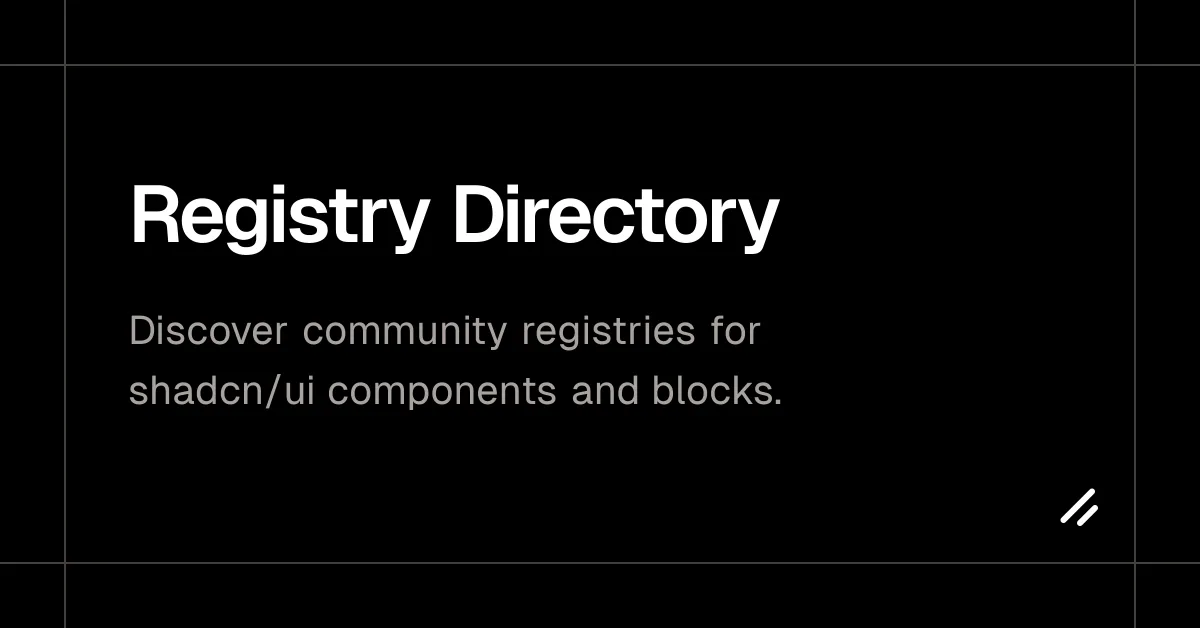 Registry Directory
Discover community registries for
shadcn/ui components and blocks.